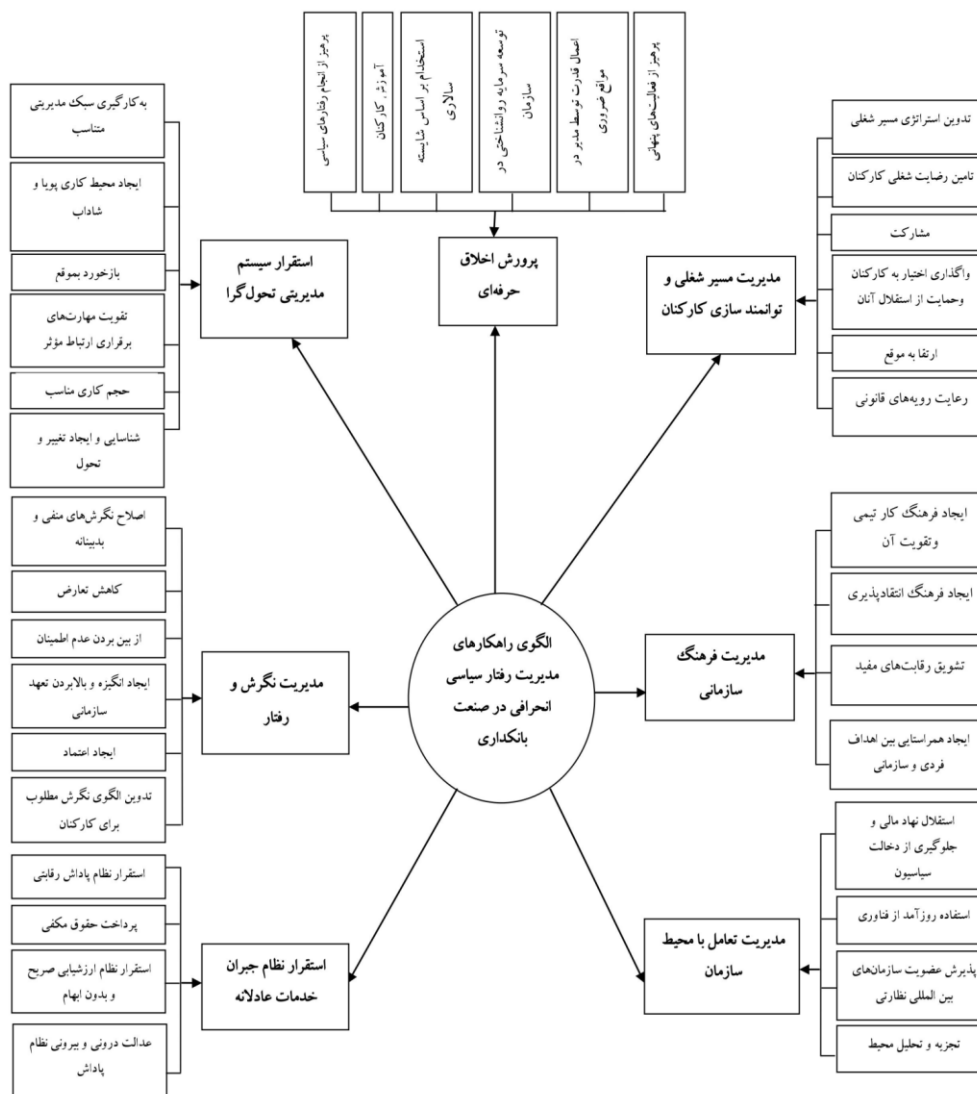 پرهیز از فعالیت‌های پنهانی
اعمال قدرت توسط مدیر در
مواقع ضروری
توسعه سرمایه روانشناختی در
سازمان
استخدام بر اساس شایسته
سالاری
آموزش کارکنان
پرهیز از انجام رفتارهای سیاسی
پرورش اخلاق
حرفه‌ای
تدوین استراتژی مسیر شغلی
تامین رضایت شغلی کارکنان
مشارکت
واگذاری اختیار به کارکنان
وحمایت از استقلال آنان
ارتقا به موقع
رعایت رویه‌های قانونی
مدیریت مسیر شغلی و
توانمند سازی کارکنان
ایجاد فرهنگ کار تیمی
وتقویت آن
ایجاد فرهنگ انتقادپذیری
تشویق رقابت‌های مفید
ایجاد همراستایی بین اهداف
فردی و سازمانی
مدیریت فرهنگ
سازمانی
استقلال نهاد مالی و
جلوگیری از دخالت
سیاسیون
استفاده روزآمد از فناوری
پذیرش عضویت سازمان‌های
بین المللی نظارتی
تجزیه و تحلیل محیط
مدیریت تعامل با محیط
سازمان
الگوی راهکارهای
مدیریت رفتار سیاسی
انحرافی در صنعت
بانکداری
استقرار سیستم
مدیریتی تحول‌گرا
به‌کارگیری سبک مدیریتی
متناسب
ایجاد محیط کاری پویا و
شاداب
بازخورد بموقع
تقویت مهارت‌های
برقراری ارتباط مؤثر
حجم کاری مناسب
شناسایی و ایجاد تغییر و
تحول
مدیریت نگرش و
رفتار
اصلاح نگرش‌های منفی و
بدبینانه
کاهش تعارض
از بین بردن عدم اطمینان
ایجاد انگیزه و بالابردن تعهد
سازمانی
ایجاد اعتماد
تدوین الگوی نگرش مطلوب
برای کارکنان
استقرار نظام جبران
خدمات عادلانه
استقرار نظام پاداش رقابتی
پرداخت حقوق مکفی
استقرار نظام ارزشیابی صریح
و بدون ابهام
عدالت درونی و بیرونی نظام
پاداش